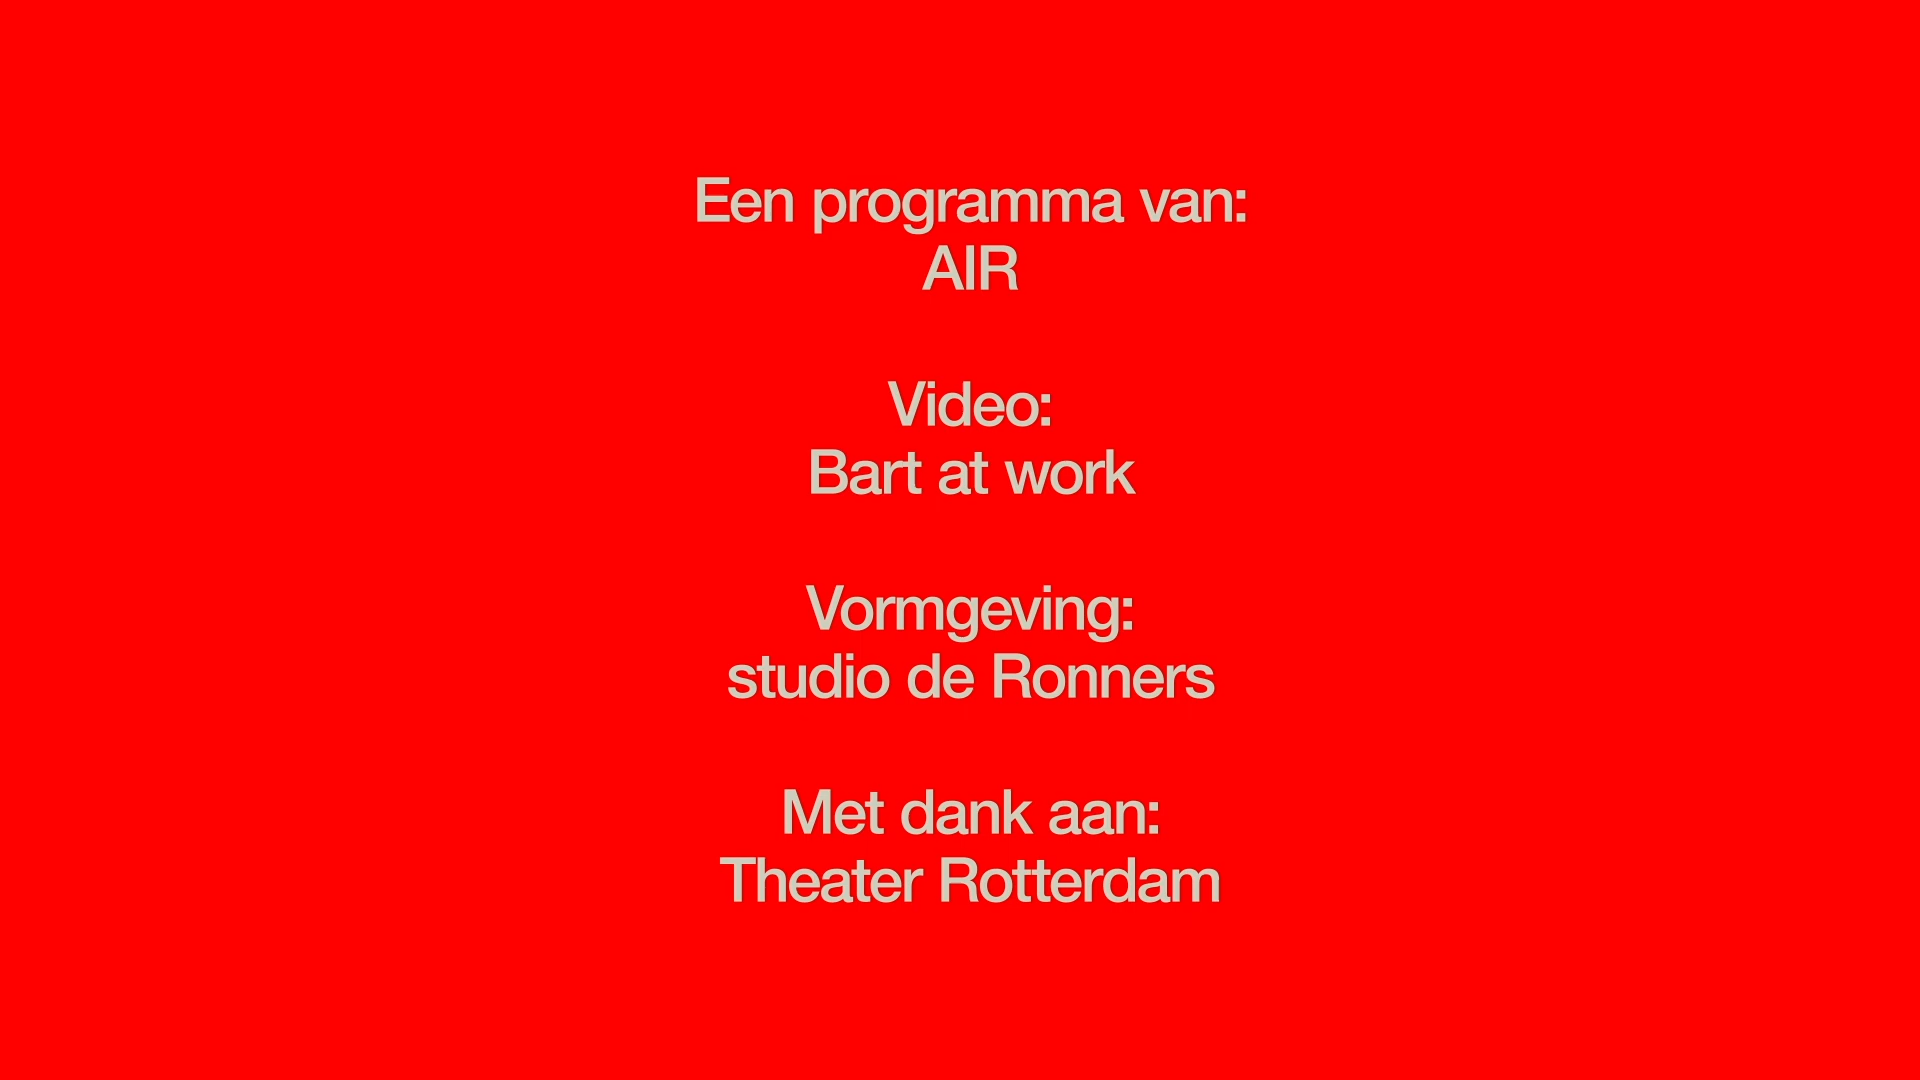 Een programma van:
AIR
Video:
Bart at work
Vormgeving:
studio de Ronners
Met dank aan:
Theater Rotterdam